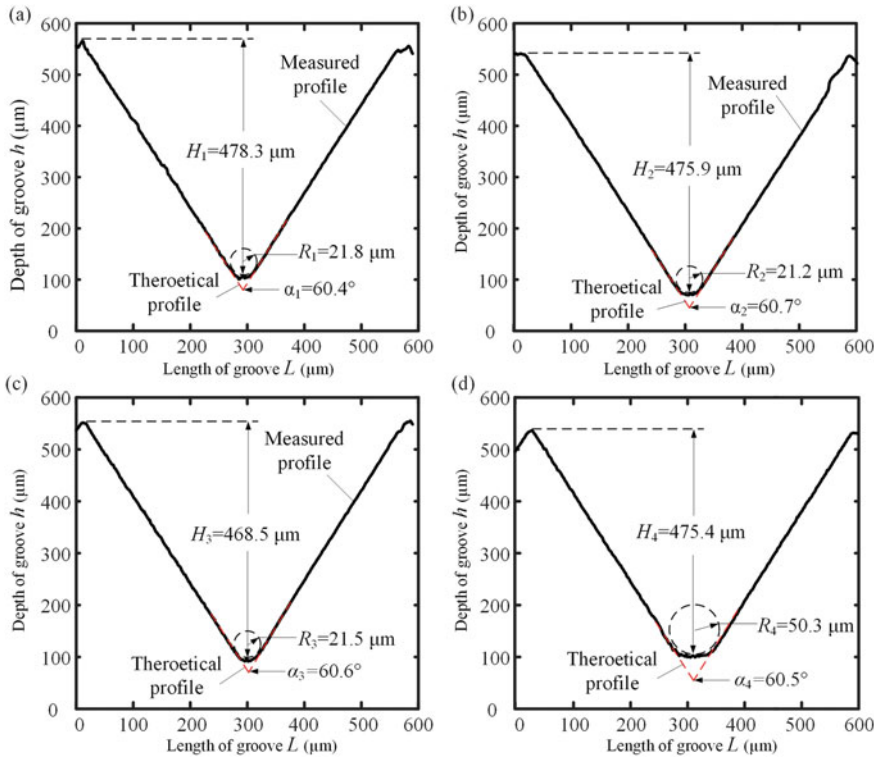 (a)
600
500
400
300
200
100
0
Depth of groove h (μm)
Measured
profile
H1=478.3 μm
R1=21.8 μm
Theroetical
profile
α1=60.4°
0 100 200 300 400 500 600
Length of groove L (μm)
(b)
600
500
400
300
200
100
0
Depth of groove h (μm)
Measured
profile
H2=475.9 μm
R2=21.2 μm
Theroetical
profile
α2=60.7°
0 100 200 300 400 500 600
Length of groove L (μm)
(c)
600
500
400
300
200
100
0
Depth of groove h (μm)
Measured
profile
H3=468.5 μm
R3=21.5 μm
Theroetical
profile
α3=60.6°
0 100 200 300 400 500 600
Length of groove L (μm)
(d)
600
500
400
300
200
100
0
Depth of groove h (μm)
H4=475.4 μm
R4=50.3 μm
Theroetical
profile
α4=60.5°
0 100 200 300 400 500 600
Length of groove L (μm)